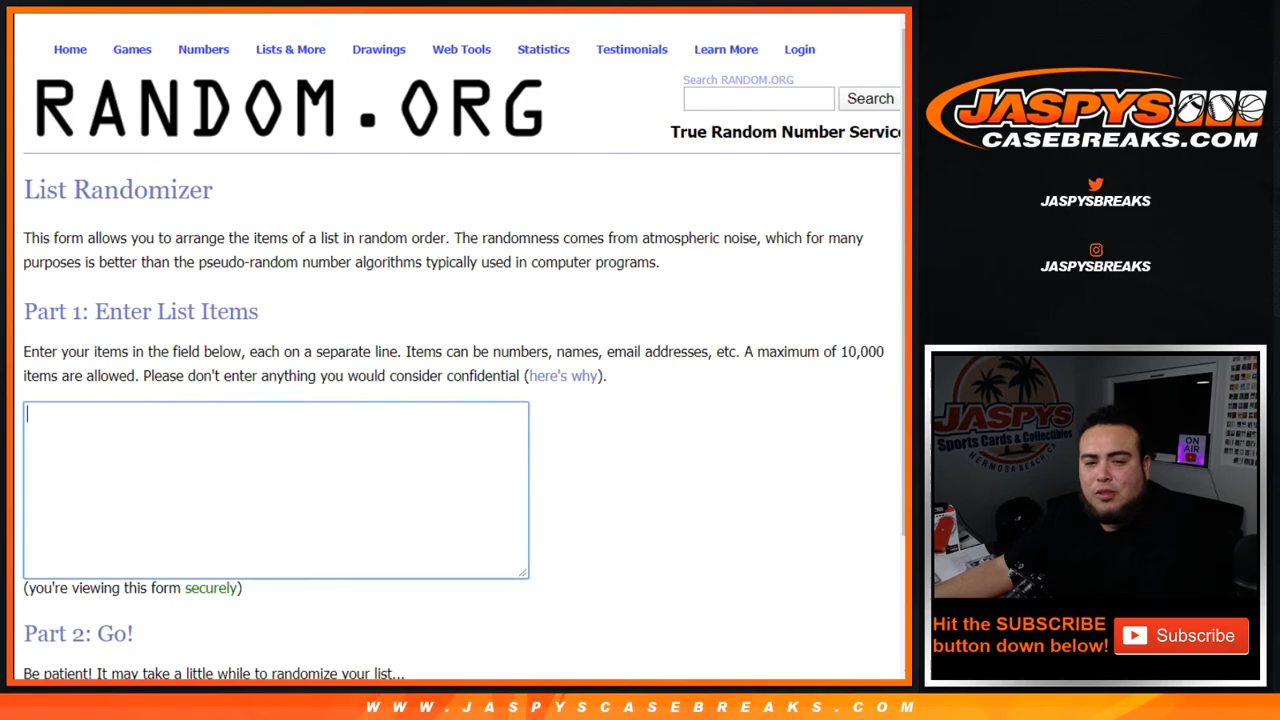 Home Games Numbers Lists & More Drawings Web Tools Statistics Testimonials Learn More Login
RANDOM.ORG
Search RANDOM.ORG
Search
True Random Number Servic
List Randomizer
This form allows you to arrange the items of a list in random order. The randomness comes from atmospheric noise, which for many
purposes is better than the pseudo-random number algorithms typically used in computer programs.
Part 1: Enter List Items
Enter your items in the field below, each on a separate line. Items can be numbers, names, email addresses, etc. A maximum of 10,000
items are allowed. Please don't enter anything you would consider confidential (here's why).
(you're viewing this form securely)
Part 2: Go!
Be patient! It may take a little while to randomize your list...
JASPYS
CASEBREAKS.COM
JASPYSBREAKS
JASPYSBREAKS
JASPYS
Sports Cards & Collectibles
HERMOSA BEACH, CA
ON
AIR
Hit the SUBSCRIBE
button down below!
Subscribe
WWW.JASPYSCASEBREAKS.COM